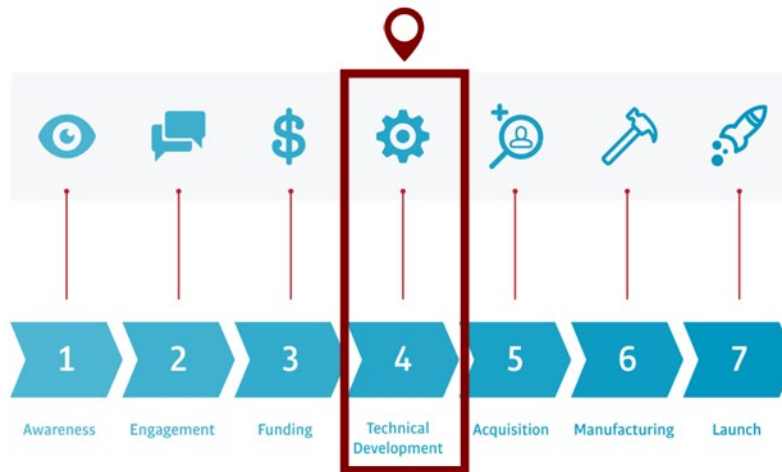 $
1 2 3 4 5 6 7
Awareness Engagement Funding Technical Acquisition Manufacturing Launch
Development